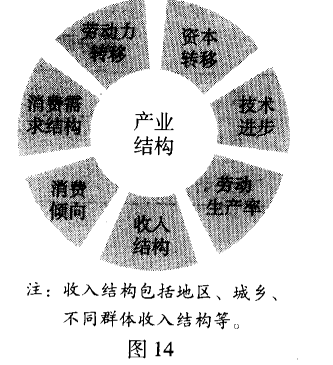 劳动力
转移
资本
转移
消费需
求结构
技术
进步
产业
结构
消费
倾向
劳动
生产率
收入
结构
注：收入结构包括地区、城乡、
不同群体收入结构等。
图 14